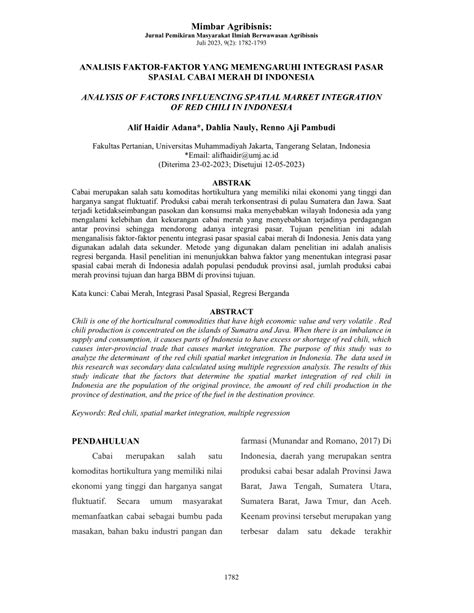 Mimbar Agribisnis:
Jurnal Pemikiran Masyarakat Ilmiah Berwawasan Agribisnis
Juli 2023, 9(2): 1782-1793
ANALISIS FAKTOR-FAKTOR YANG MEMENGARUHI INTEGRASI PASAR
SPASIAL CABAI MERAH DI INDONESIA
ANALYSIS OF FACTORS INFLUENCING SPATIAL MARKET INTEGRATION
OF RED CHILI IN INDONESIA
Alif Haidir Adana*, Dahlia Nauly, Renno Aji Pambudi
Fakultas Pertanian, Universitas Muhammadiyah Jakarta, Tangerang Selatan, Indonesia
*Email: alifhaidir@umj.ac.id
(Diterima 23-02-2023; Disetujui 12-05-2023)
ABSTRAK
Cabai merupakan salah satu komoditas hortikultura yang memiliki nilai ekonomi yang tinggi dan
harganya sangat fluktuatif. Produksi cabai merah terkonsentrasi di pulau Sumatra dan Jawa. Saat
terjadi ketidakseimbangan pasokan dan konsumsi maka menyebabkan wilayah Indonesia ada yang
mengalami kelebihan dan kekurangan cabai merah yang menyebabkan terjadinya perdagangan
antar provinsi sehingga mendorong adanya integrasi pasar. Tujuan penelitian ini adalah
menganalisis faktor-faktor penentu integrasi pasar spasial cabai merah di Indonesia. Jenis data yang
digunakan adalah data sekunder. Metode yang digunakan dalam penelitian ini adalah analisis
regresi berganda. Hasil penelitian ini menunjukkan bahwa faktor yang menentukan integrasi pasar
spasial cabai merah di Indonesia adalah populasi penduduk provinsi asal, jumlah produksi cabai
merah provinsi tujuan dan harga BBM di provinsi tujuan.
Kata kunci: Cabai Merah, Integrasi Pasal Spasial, Regresi Berganda
ABSTRACT
Chili is one of the horticultural commodities that have high economic value and very volatile . Red
chili production is concentrated on the islands of Sumatra and Java. When there is an imbalance in
supply and consumption, it causes parts of Indonesia to have excess or shortage of red chili, which
causes inter-provincial trade that causes market integration. The purpose of this study was to
analyze the determinant  of the red chili spatial market integration in Indonesia. The  data used in
this research was secondary data calculated using multiple regression analysis. The results of this
study indicate that the factors that determine the spatial market integration of red chili in
Indonesia are the population of the original province, the amount of red chili production in the
province of destination, and the price of the fuel in the destination province.
Keywords: Red chili, spatial market integration, multiple regression
PENDAHULUAN
Cabai merupakan salah satu
komoditas hortikultura yang memiliki nilai
ekonomi yang tinggi dan harganya sangat
fluktuatif. Secara umum masyarakat
memanfaatkan cabai sebagai bumbu pada
masakan, bahan baku industri pangan dan
farmasi (Munandar and Romano, 2017) Di
Indonesia, daerah yang merupakan sentra
produksi cabai besar adalah Provinsi Jawa
Barat, Jawa Tengah, Sumatera Utara,
Sumatera Barat, Jawa Tmur, dan Aceh.
Keenam provinsi tersebut merupakan yang
terbesar dalam satu dekade terakhir
1782